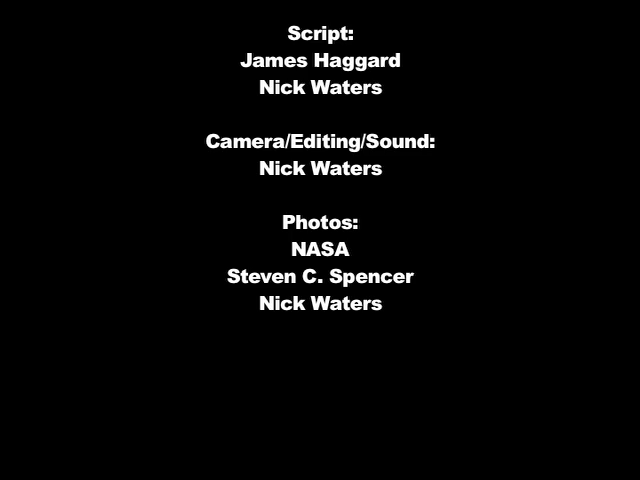 Script:
James Haggard
Nick Waters
Camera/Editing/Sound:
Nick Waters
Photos:
NASA
Steven C. Spencer
Nick Waters